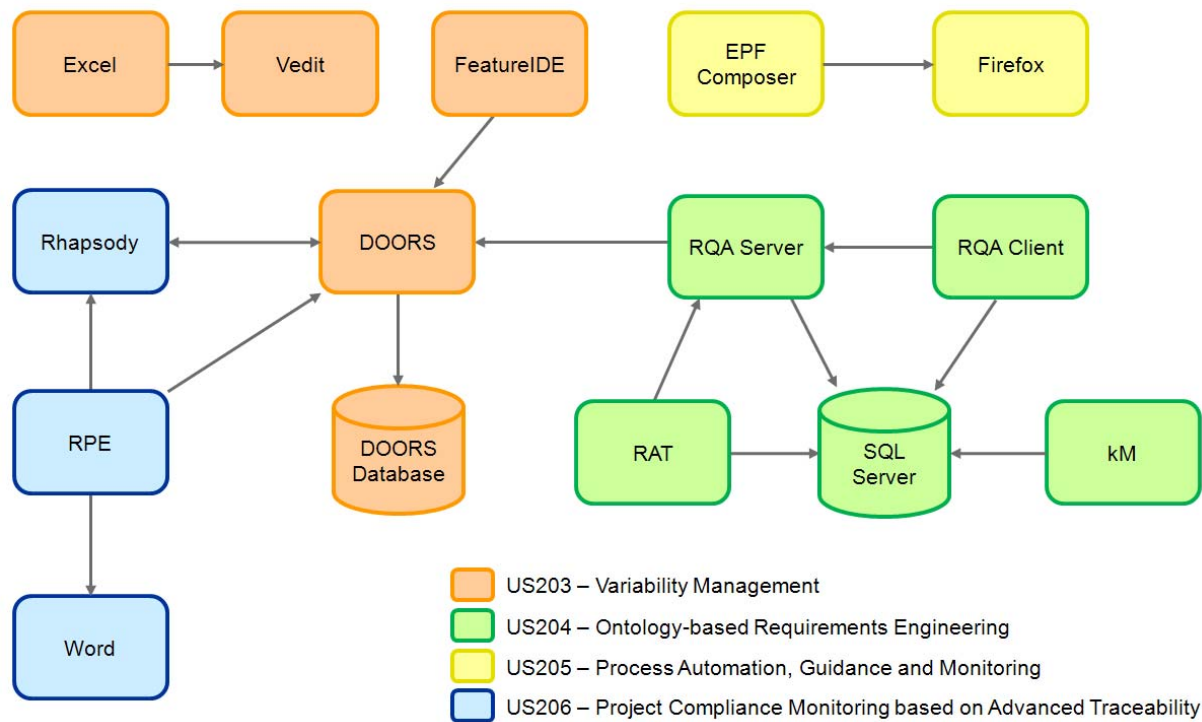 Excel
Vedit
FeatureIDE
EPF
Composer
Firefox
Rhapsody
DOORS
RQA Server
RQA Client
RPE
DOORS
Database
RAT
SQL
Server
kM
Word
US203 – Variability Management
US204 – Ontology-based Requirements Engineering
US205 – Process Automation, Guidance and Monitoring
US206 – Project Compliance Monitoring based on Advanced Traceability